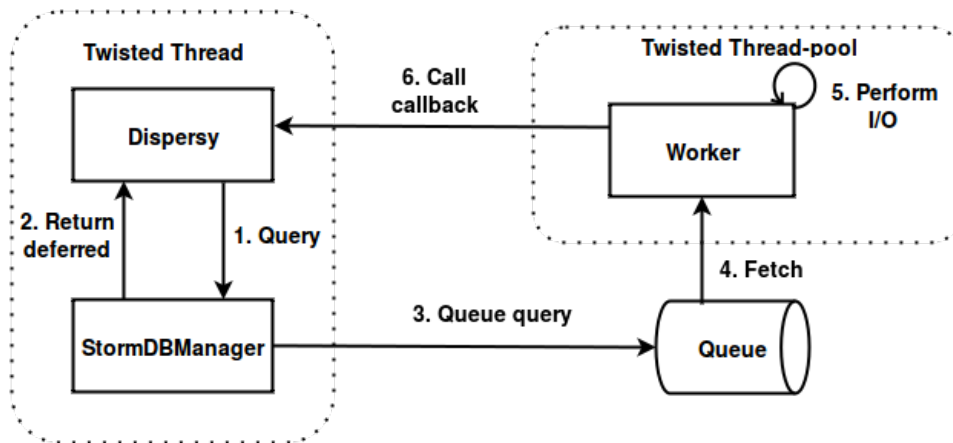 Twisted Thread
Dispersy
2. Return
deferred
1. Query
StormDBManager
6. Call
callback
3. Queue query
Twisted Thread-pool
5. Perform
I/O
Worker
4. Fetch
Queue